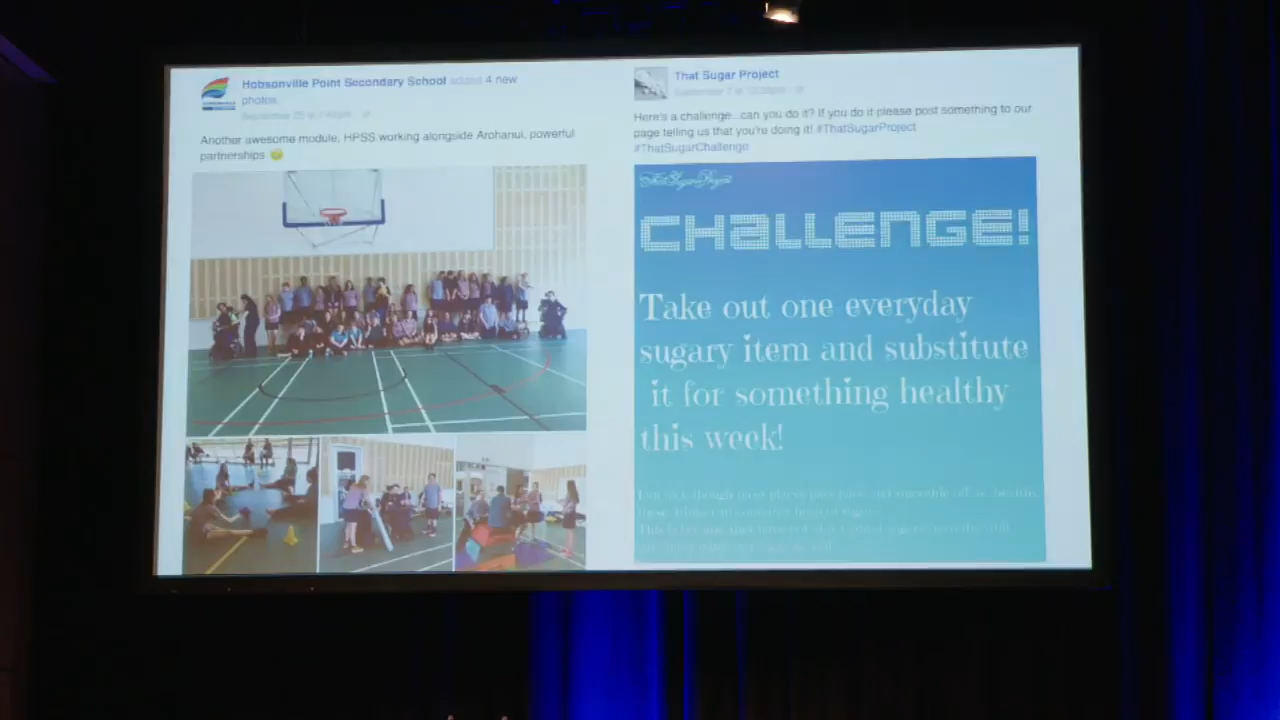 Hobsonville Point Secondary School added 4 new
photos.
Another awesome module, HPSS working alongside Arohanui, powerful
partnerships
That Sugar Project
Here's a challenge...can you do it? If you do it please post something to our
page telling us that you're doing it! #ThatSugarProject
#ThatSugarChallenge
ThatSugarProject
CHALLENGE!
Take out one everyday
sugary item and substitute
it for something healthy
this week!